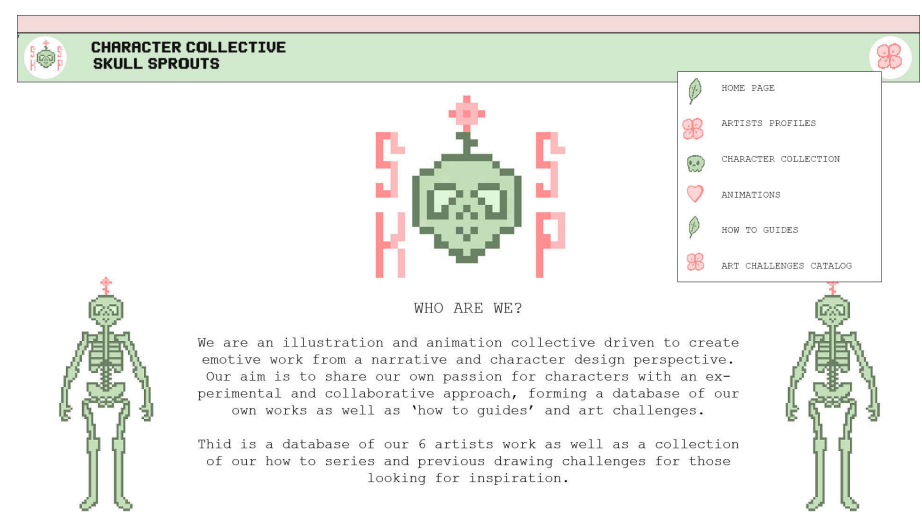 CHARACTER COLLECTIVE
SKULL SPROUTS
HOME PAGE
ARTISTS PROFILES
CHARACTER COLLECTION
ANIMATIONS
HOW TO GUIDES
ART CHALLENGES CATALOG
S S
K P
WHO ARE WE?
We are an illustration and animation collective driven to create
emotive work from a narrative and character design perspective.
Our aim is to share our own passion for characters with an ex-
perimental and collaborative approach, forming a database of our
own works as well as ‘how to guides’ and art challenges.
Thid is a database of our 6 artists work as well as a collection
of our how to series and previous drawing challenges for those
looking for inspiration.